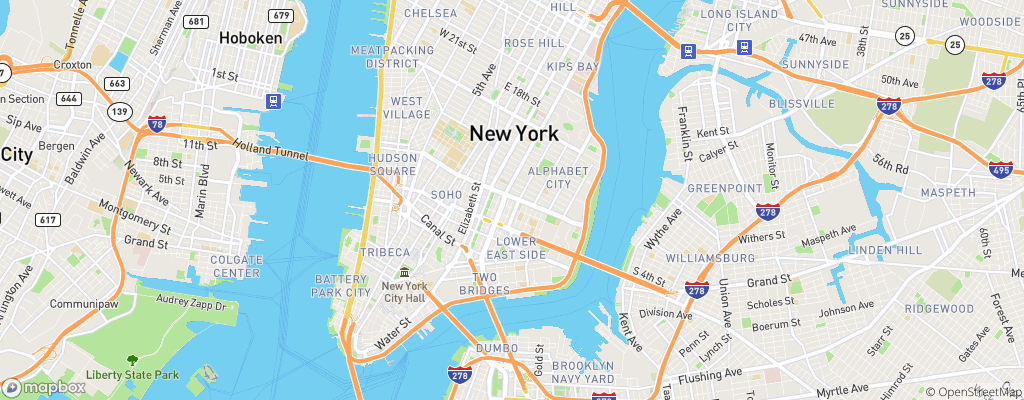 CHELSEA
HILL
LONG ISLAND
CITY
WOODSIDE
Tonnelle Ave
Sherman Ave
681
679
Hoboken
W 21st St
ROSE HILL
47th Ave
38th St
25
25
SUNNYSIDE
SUNNYSIDE
MEATPACKING
DISTRICT
KIPS BAY
Croxton
663
1st St
5th Ave
E 18th St
50th Ave
278
65th Pl
644
139
WEST
VILLAGE
BLISSVILLE
278
Sip Ave
Bergen
78
New York
Franklin St
Kent St
Calyer St
Monitor St
City
Baldwin Ave
11th St
Holland Tunnel
8th St
5th St
HUDSON
SQUARE
ALPHABET
CITY
56th Rd
495
Newark Ave
Marin Blvd
SOHO
Elizabeth St
GREENPOINT
MASPETH
617
Montgomery St
Grand St
Canal St
278
Wythe Ave
Withers St
Maspeth Ave
60th St
TRIBECA
LOWER
EAST SIDE
LINDEN HILL
COLGATE
CENTER
WILLIAMSBURG
BATTERY
PARK CITY
New York
City Hall
TWO
BRIDGES
S 4th St
278
Grand St
Arlington Ave
Communipaw
Audrey Zapp Dr
Union Ave
Scholes St
Johnson Ave
RIDGEWOOD
Division Ave
Boerum St
Forest Ave
Water St
Kent Ave
Penn St
Lynch St
Starr St
Gates Ave
DUMBO
Gold St
Liberty State Park
278
BROOKLYN
NAVY YARD
Flushing Ave
Himrod St
mapbox
278
Myrtle Ave
© OpenStreetMap